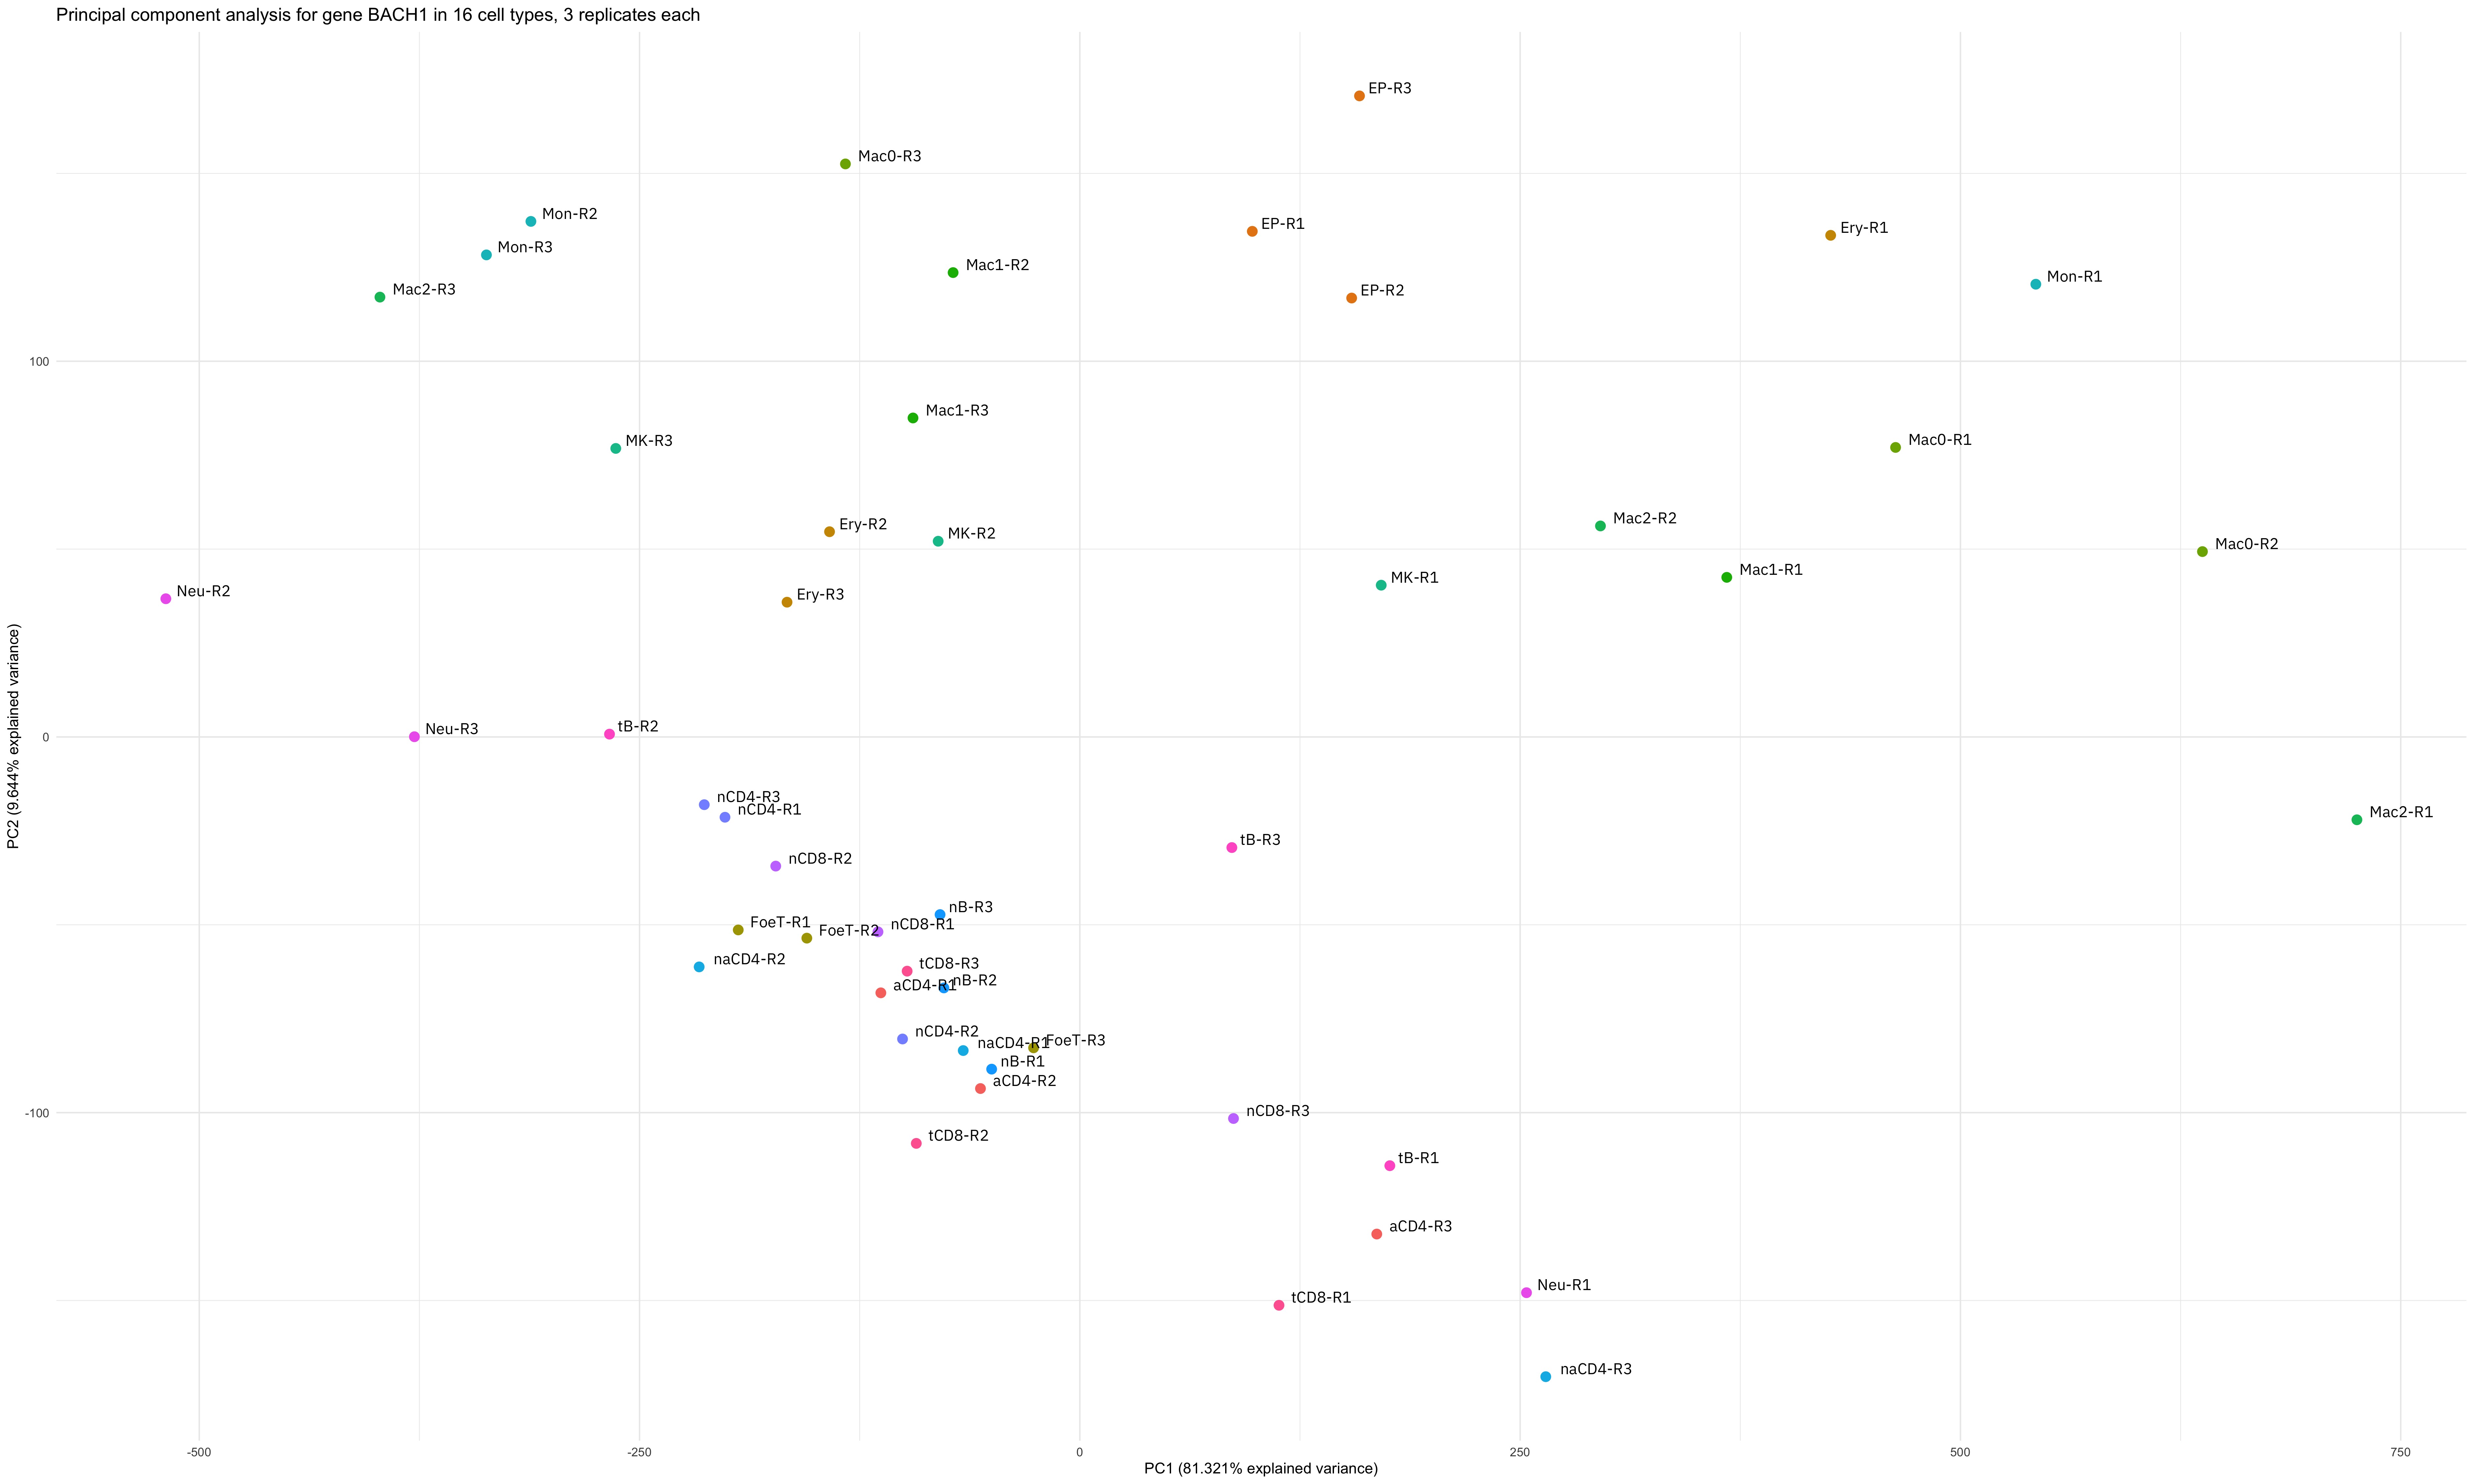 Principal component analysis for gene BACH1 in 16 cell types, 3 replicates each
EP-R3
Mac0-R3
Mon-R2
EP-R1
Ery-R1
Mon-R3
Mac1-R2
Mon-R1
Mac2-R3
EP-R2
100
Mac1-R3
MK-R3
Mac0-R1
Mac2-R2
Ery-R2
MK-R2
Mac0-R2
Mac1-R1
MK-R1
Neu-R2
Ery-R3
Neu-R3
tB-R2
0
PC2 (9.644% explained variance)
nCD4-R3
nCD4-R1
Mac2-R1
tB-R3
nCD8-R2
nB-R3
FoeT-R1
nCD8-R1
FoeT-R2
naCD4-R2
tCD8-R3
nB-R2
aCD4-R1
nCD4-R2
naCD4-R1
FoeT-R3
nB-R1
aCD4-R2
-100
nCD8-R3
tCD8-R2
tB-R1
aCD4-R3
Neu-R1
tCD8-R1
naCD4-R3
-500
-250
0
250
500
750
PC1 (81.321% explained variance)